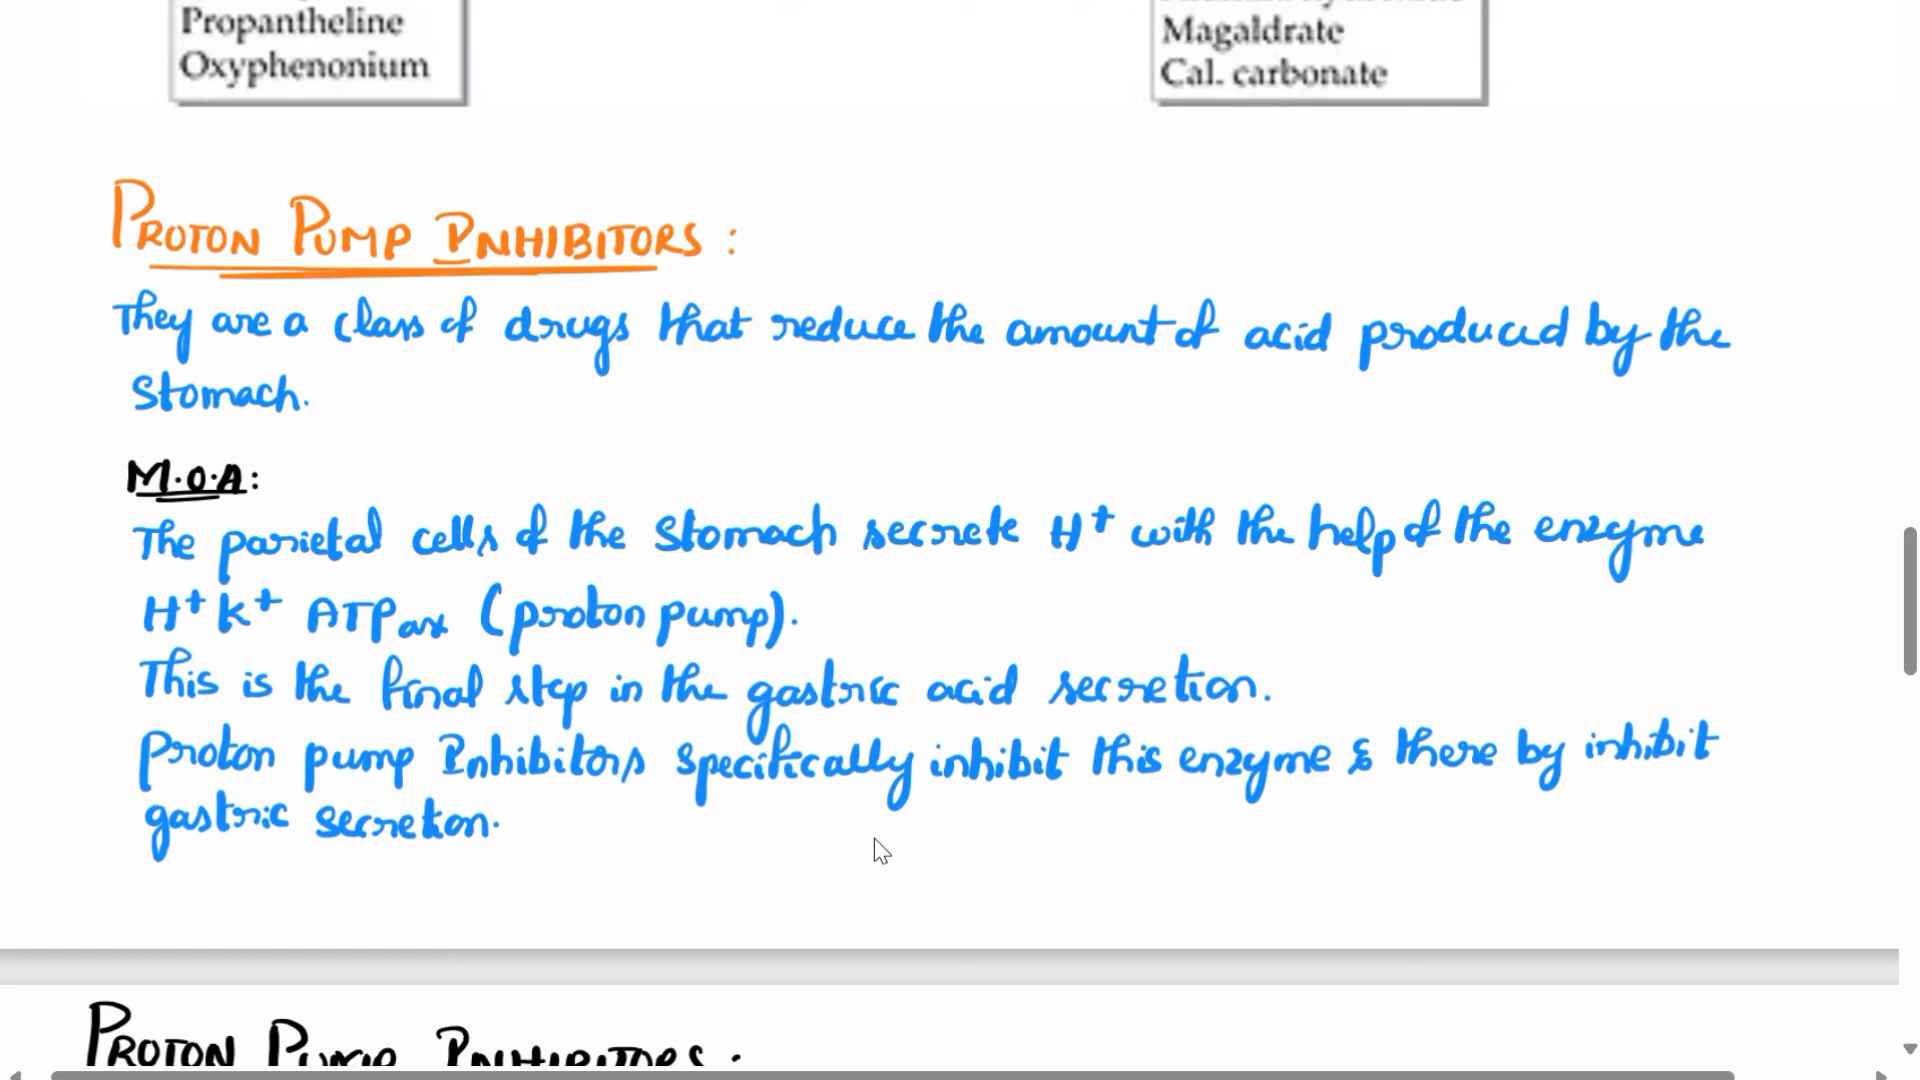 Propantheline
Oxyphenonium
Magaldrate
Cal. carbonate
PROTON PUMP INHIBITORS :
They are a class of drugs that reduce the amount of acid produced by the
Stomach.
M.O.A:
The parietal cells of the Stomach secrete H+ with the help of the enzyme
H+ K+ ATPase (proton pump).
This is the final step in the gastric acid secretion.
Proton pump Inhibitors specifically inhibit this enzyme & there by inhibit
gastric secretion.
PROTON PUMP INHIBITORS :